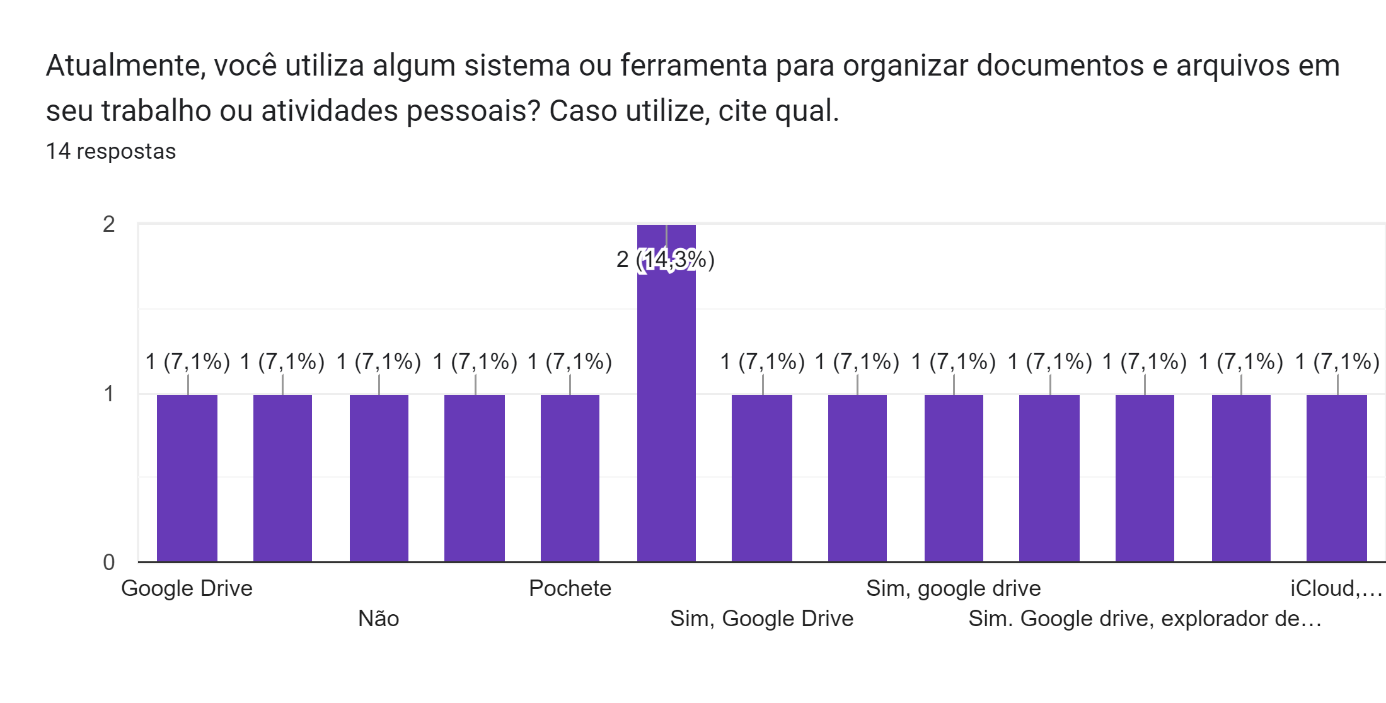 Atualmente, você utiliza algum sistema ou ferramenta para organizar documentos e arquivos em
seu trabalho ou atividades pessoais? Caso utilize, cite qual.
14 respostas
2
2 (14,3%)
1 (7,1%) 1 (7,1%) 1 (7,1%) 1 (7,1%) 1 (7,1%) 1 (7,1%) 1 (7,1%) 1 (7,1%) 1 (7,1%) 1 (7,1%) 1 (7,1%) 1 (7,1%)
1
0
Google Drive Pochete Sim, google drive iCloud,…
Não Sim, Google Drive Sim. Google drive, explorador de…